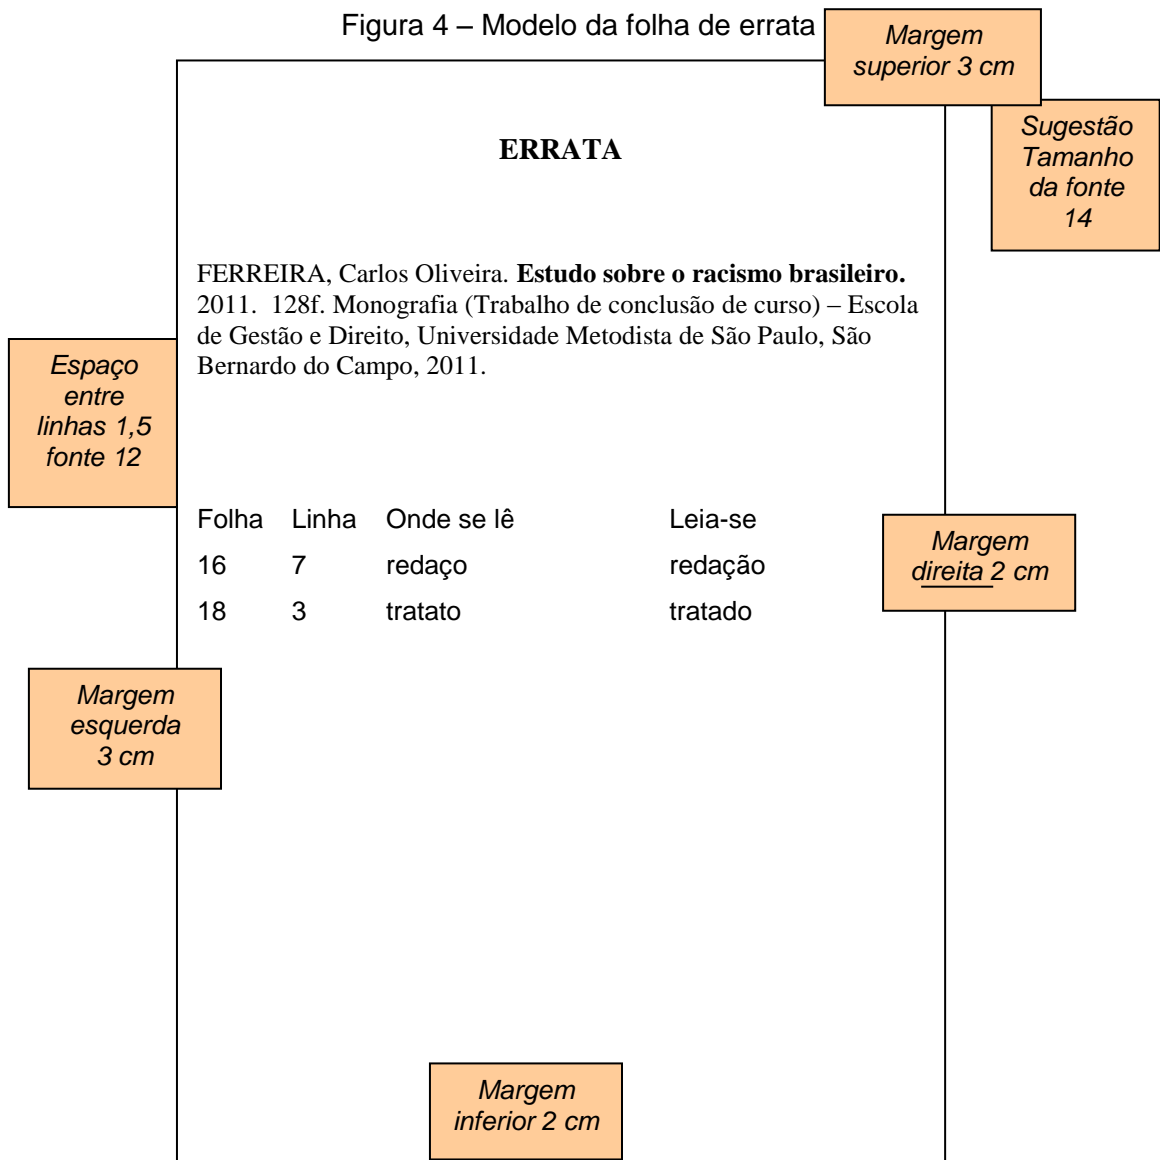 Figura 4 – Modelo da folha de errata
Margem
superior 3 cm
Sugestão
Tamanho
da fonte
14
ERRATA
FERREIRA, Carlos Oliveira. Estudo sobre o racismo brasileiro.
2011.  128f. Monografia (Trabalho de conclusão de curso) – Escola
de Gestão e Direito, Universidade Metodista de São Paulo, São
Bernardo do Campo, 2011.
Espaço
entre
linhas 1,5
fonte 12
Folha Linha Onde se lê Leia-se
16 7 redaço redação
18 3 tratato tratado
Margem
direita 2 cm
Margem
esquerda
3 cm
Margem
inferior 2 cm